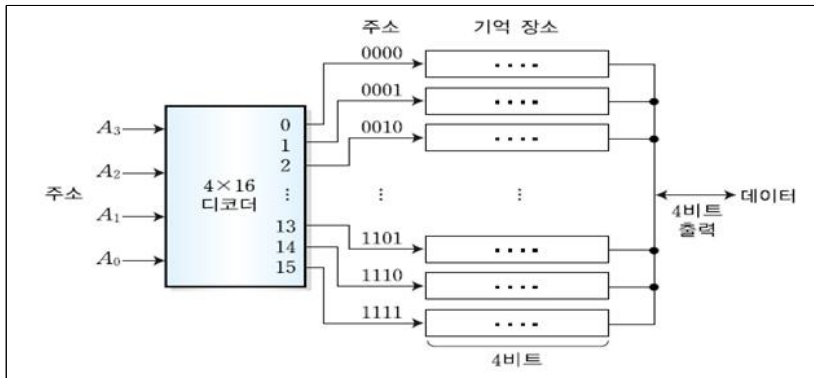 주소 기억 장소
0000
0001
0010
0
1
2
⋮
13
14
15
A₃
A₂
주소
A₁
A₀
4×16
디코더
⋮
⋮
1101
1110
1111
4비트
출력
데이터
4비트